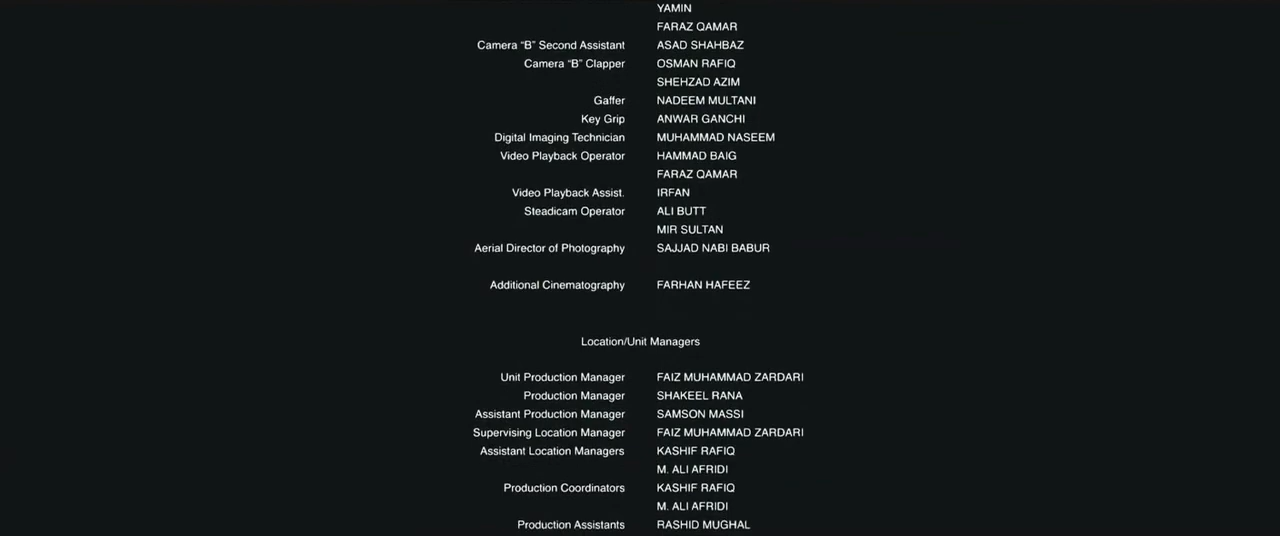 YAMIN
FARAZ QAMAR
Camera “B” Second Assistant ASAD SHAHBAZ
Camera “B” Clapper OSMAN RAFIQ
SHEHZAD AZIM
Gaffer NADEEM MULTANI
Key Grip ANWAR GANCHI
Digital Imaging Technician MUHAMMAD NASEEM
Video Playback Operator HAMMAD BAIG
FARAZ QAMAR
Video Playback Assist. IRFAN
Steadicam Operator ALI BUTT
MIR SULTAN
Aerial Director of Photography SAJJAD NABI BABUR
Additional Cinematography FARHAN HAFEEZ
Location/Unit Managers
Unit Production Manager FAIZ MUHAMMAD ZARDARI
Production Manager SHAKEEL RANA
Assistant Production Manager SAMSON MASSI
Supervising Location Manager FAIZ MUHAMMAD ZARDARI
Assistant Location Managers KASHIF RAFIQ
M. ALI AFRIDI
Production Coordinators KASHIF RAFIQ
M. ALI AFRIDI
Production Assistants RASHID MUGHAL